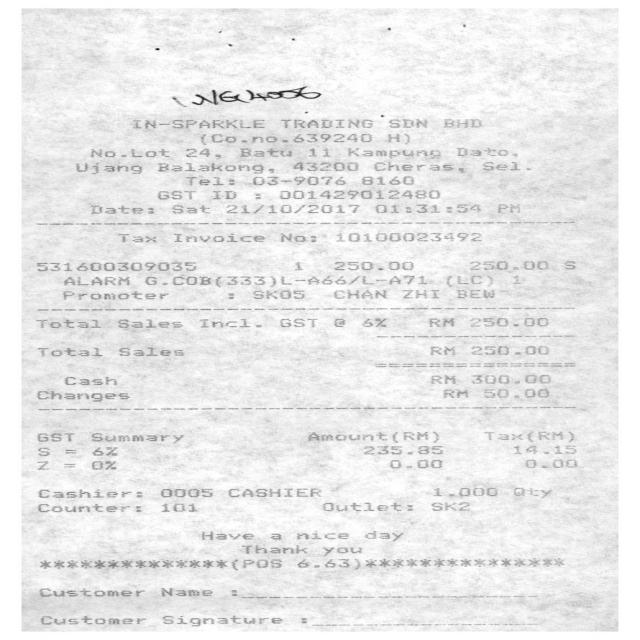 IN-SPARKLE TRADING SDN BHD
(Co.no.639240 H)
No.Lot 24, Batu 11 Kampung Dato,
Ujang Balakong, 43200 Cheras, Sel.
Tel: 03-9076 8160
GST ID : 001429012480
Date: Sat 21/10/2017 01:31:54 PM
Tax Invoice No: 10100023492
531600309035 1 250.00 250.00 S
ALARM G.COB(333)L-A66/L-A71 (LC) 1
Promoter : SK05 CHAN ZHI BEW
Total Sales Incl. GST @ 6% RM 250.00
Total Sales RM 250.00
Cash RM 300.00
Changes RM 50.00
GST Summary Amount(RM) Tax(RM)
S = 6% 235.85 14.15
Z = 0% 0.00 0.00
Cashier: 0005 CASHIER 1.000 Qty
Counter: 101 Outlet: SK2
Have a nice day
Thank you
**************(POS 6.63)***************
Customer Name :
Customer Signature :